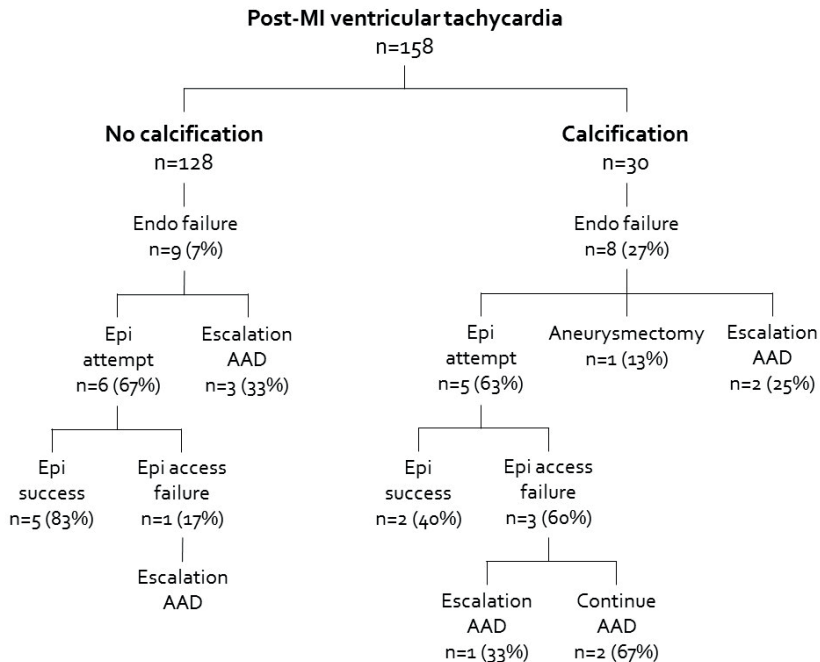 Post-MI ventricular tachycardia
n=158
No calcification
n=128
Calcification
n=30
Endo failure
n=9 (7%)
Endo failure
n=8 (27%)
Epi
attempt
n=6 (67%)
Escalation
AAD
n=3 (33%)
Epi
attempt
n=5 (63%)
Aneurysmectomy
n=1 (13%)
Escalation
AAD
n=2 (25%)
Epi
success
n=5 (83%)
Epi access
failure
n=1 (17%)
Epi
success
n=2 (40%)
Epi access
failure
n=3 (60%)
Escalation
AAD
Escalation
AAD
n=1 (33%)
Continue
AAD
n=2 (67%)